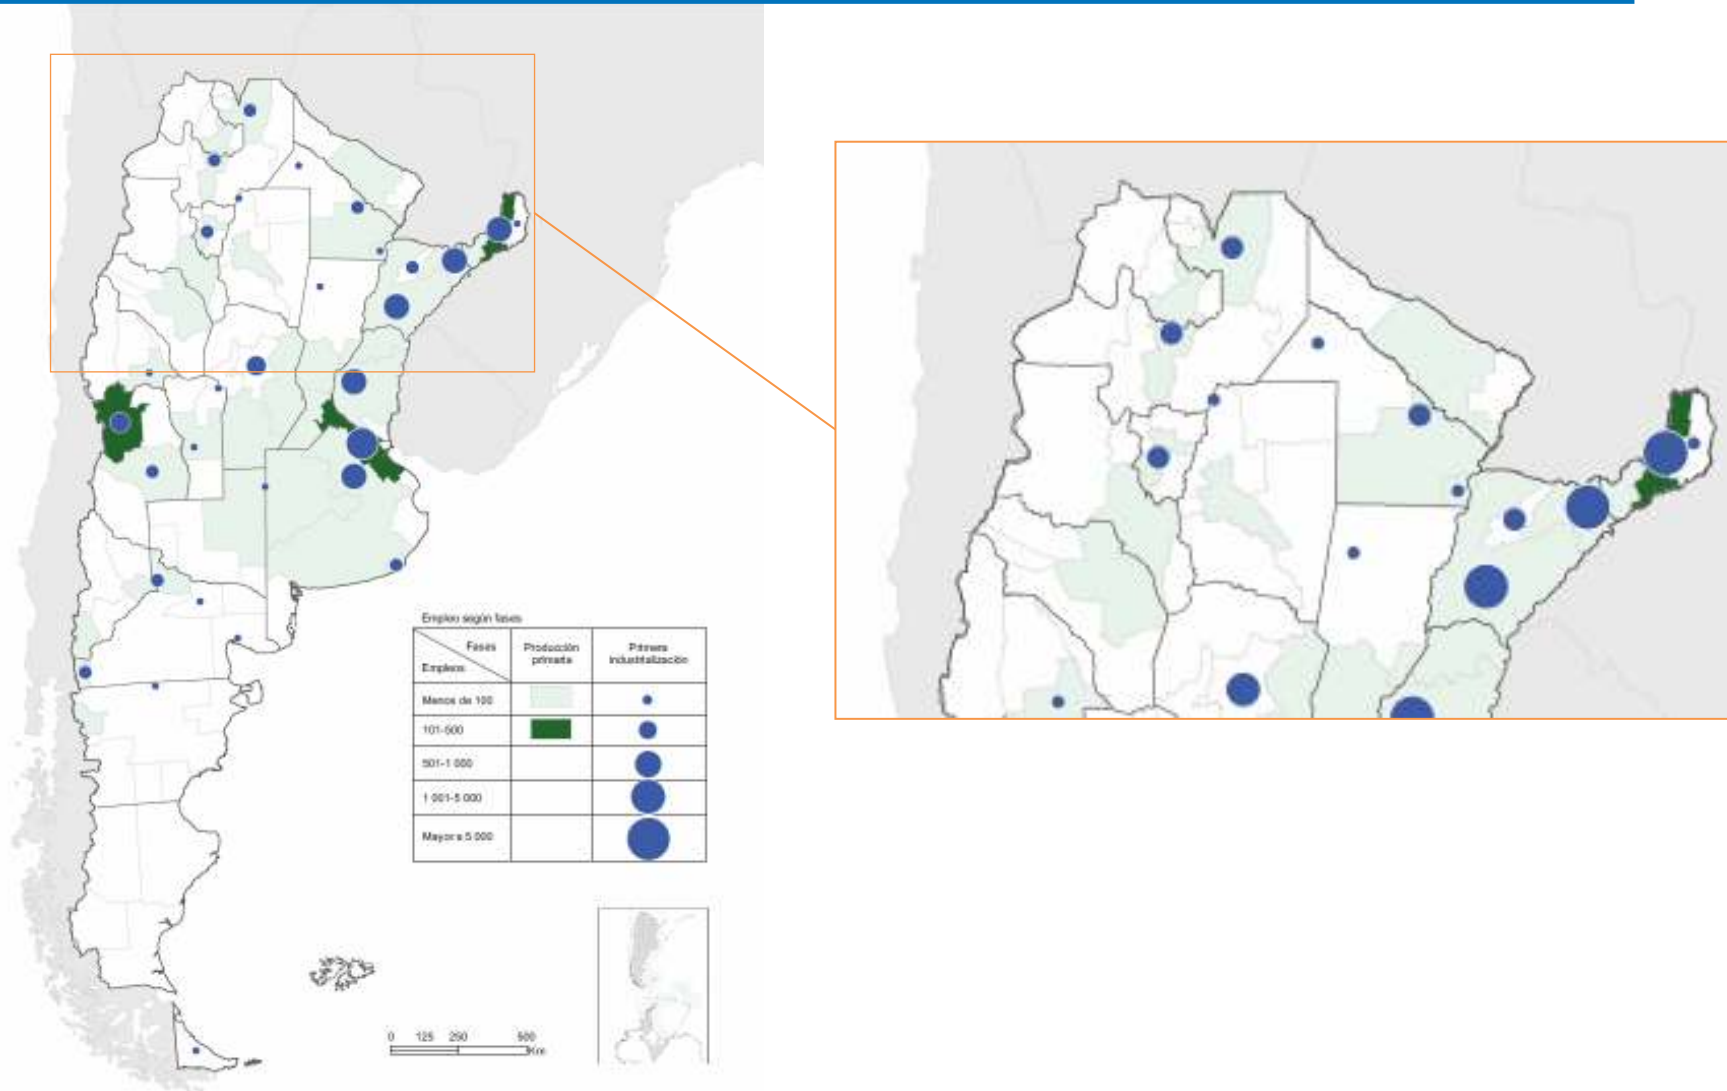 Empleo según fases
Fases
Empleos
Producción
primaria
Primera
industrialización
Menos de 100
101-500
501-1 000
1 001-5 000
Mayor a 5 000
0 125 250 500
Km